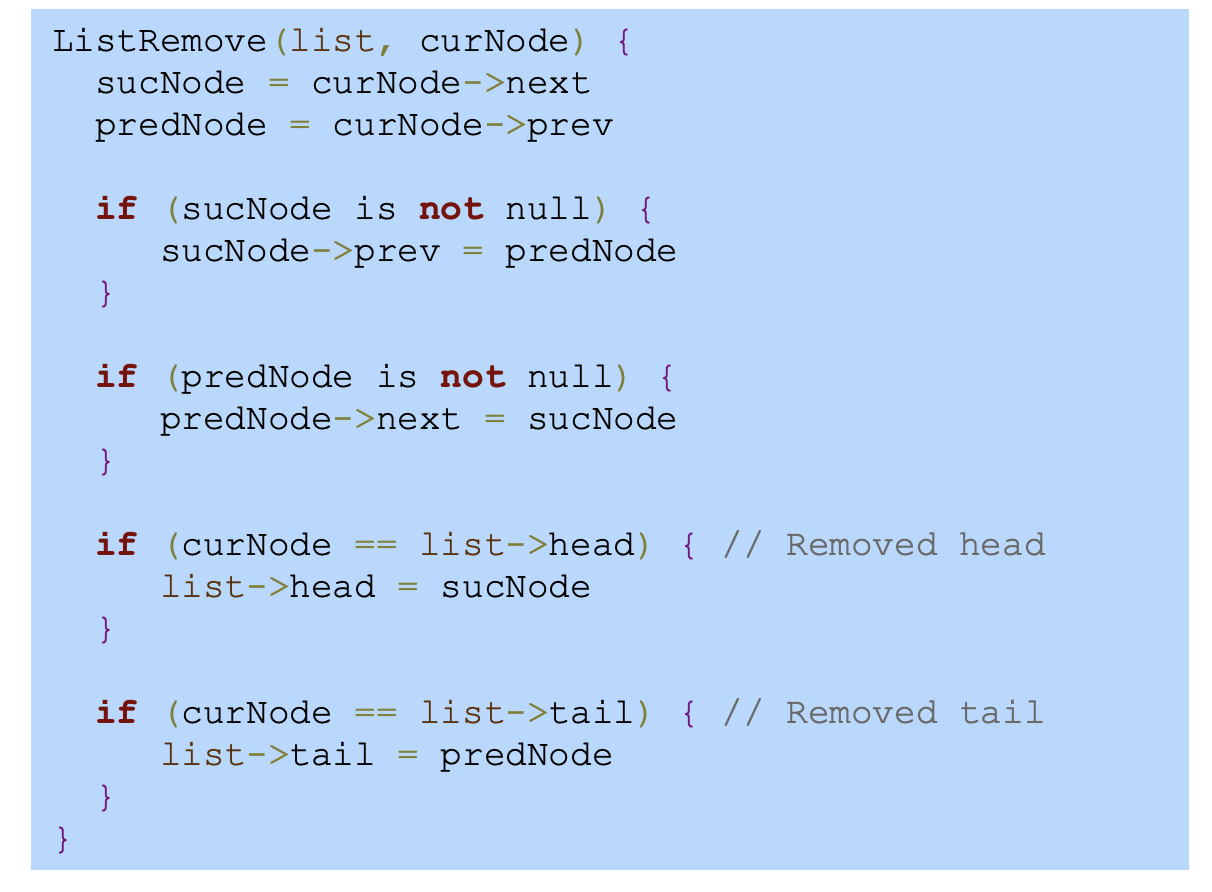 ListRemove(list, curNode) {
sucNode = curNode->next
predNode = curNode->prev
if (sucNode is not null) {
sucNode->prev = predNode
}
if (predNode is not null) {
predNode->next = sucNode
}
if (curNode == list->head) { // Removed head
list->head = sucNode
}
if (curNode == list->tail) { // Removed tail
list->tail = predNode
}
}